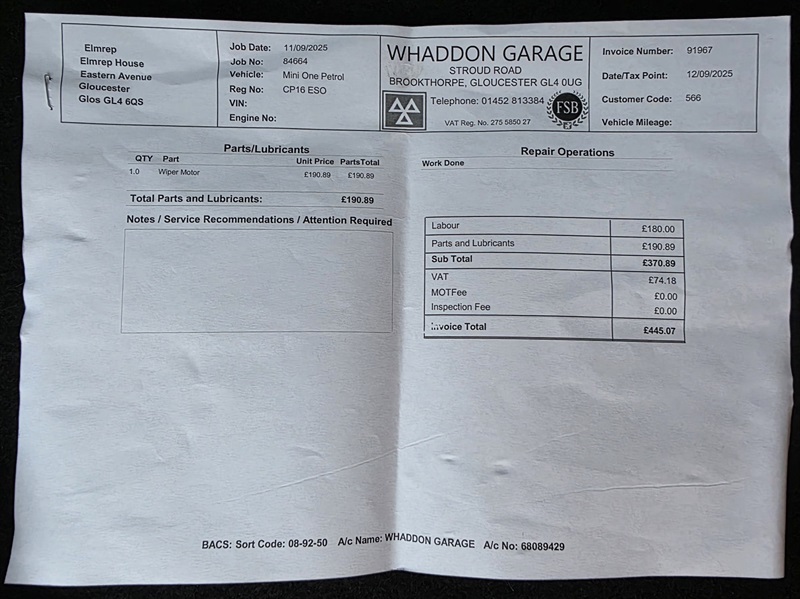 Elmrep
Elmrep House
Eastern Avenue
Gloucester
Glos GL4 6QS
Job Date: 11/09/2025
Job No: 84664
Vehicle: Mini One Petrol
Reg No: CP16 ESO
VIN:
Engine No:
WHADDON GARAGE
STROUD ROAD
BROOKTHORPE, GLOUCESTER GL4 0UG
Telephone: 01452 813384
FSB
VAT Reg. No. 275 5850 27
Invoice Number: 91967
Date/Tax Point: 12/09/2025
Customer Code: 566
Vehicle Mileage:
Parts/Lubricants
QTY Part Unit Price PartsTotal
1.0 Wiper Motor £190.89 £190.89
Total Parts and Lubricants: £190.89
Notes / Service Recommendations / Attention Required
Repair Operations
Work Done
Labour £180.00
Parts and Lubricants £190.89
Sub Total £370.89
VAT £74.18
MOTFee £0.00
Inspection Fee £0.00
Invoice Total £445.07
BACS: Sort Code: 08-92-50 A/c Name: WHADDON GARAGE A/c No: 68089429